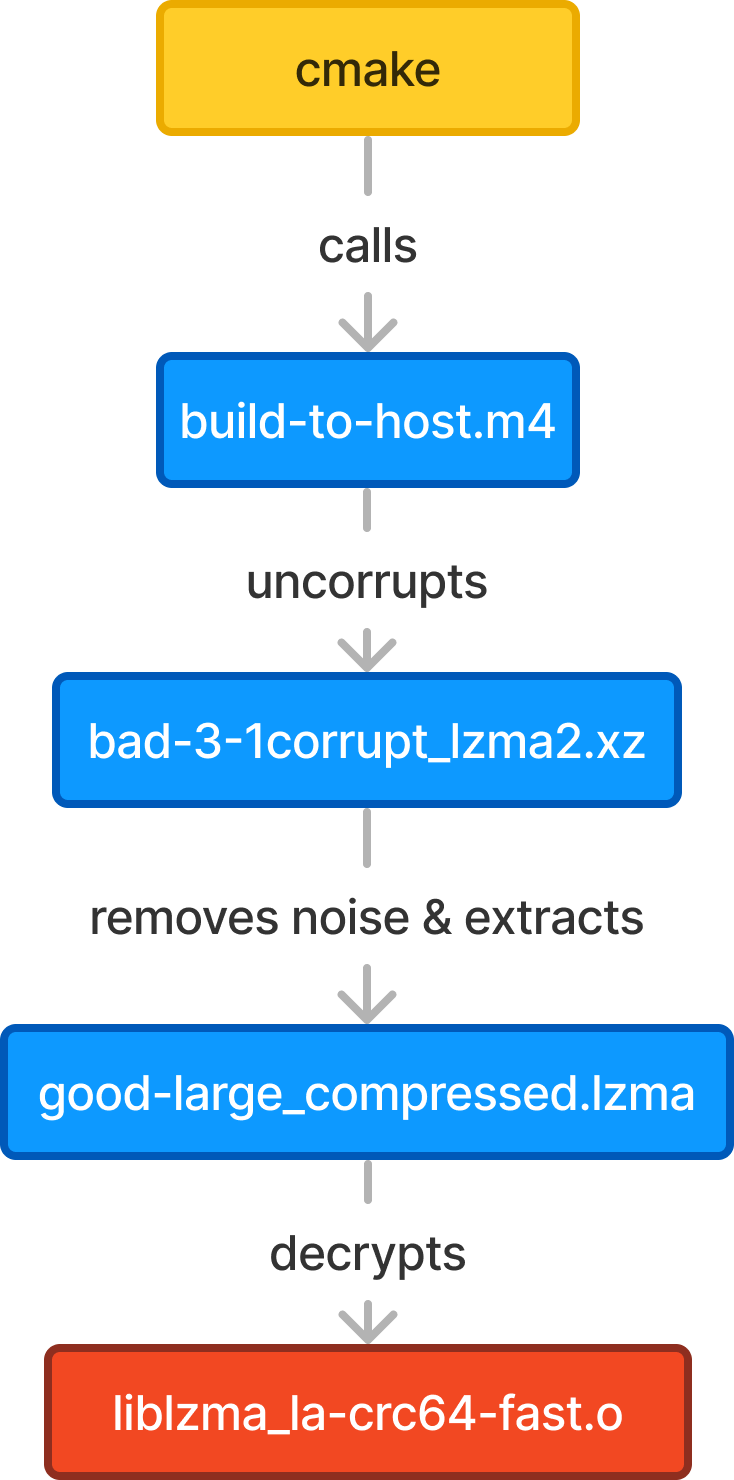 cmake
calls
build-to-host.m4
uncorrupts
bad-3-1corrupt_lzma2.xz
removes noise & extracts
good-large_compressed.lzma
decrypts
liblzma_la-crc64-fast.o